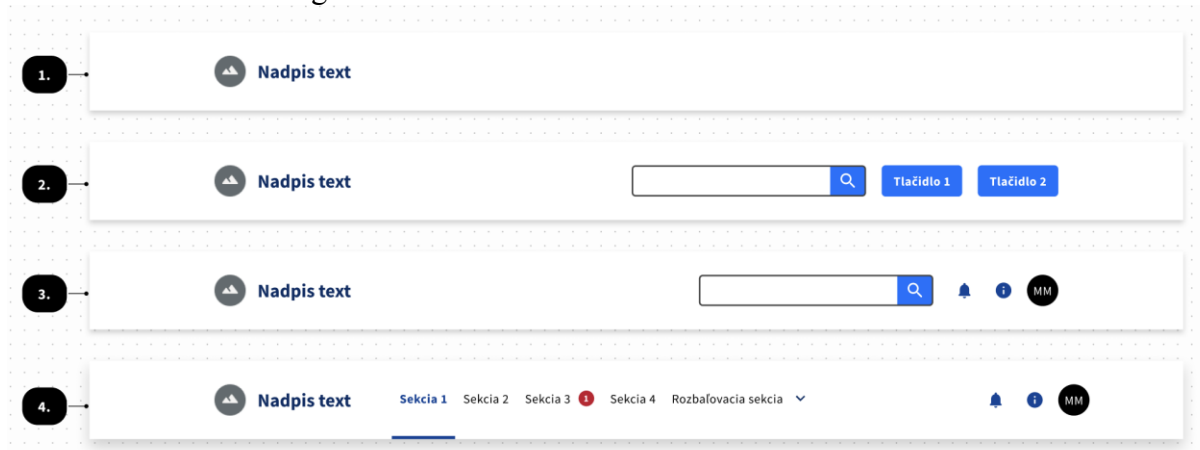 g
1. Nadpis text
2. Nadpis text Tlačidlo 1 Tlačidlo 2
3. Nadpis text MM
4. Nadpis text Sekcia 1 Sekcia 2 Sekcia 3 1 Sekcia 4 Rozbaľovacia sekcia MM